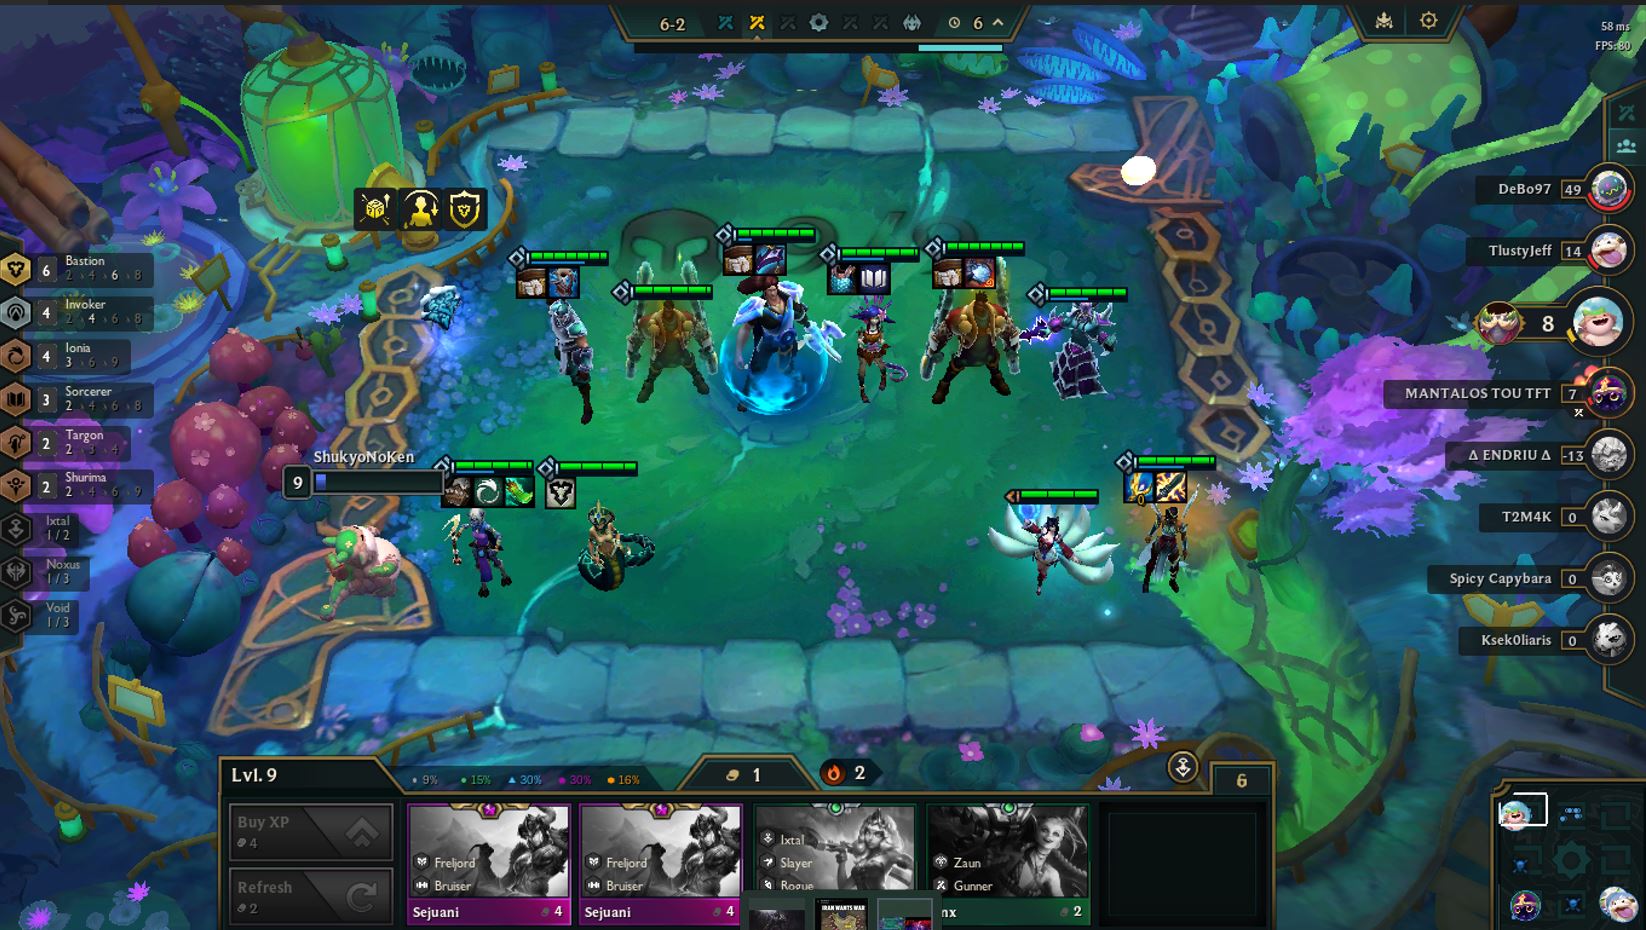 6-2
6
58 ms
FPS: 80
DeBo97 49
TlustyJeff 14
8
MANTALOS TOU TFT 7
Δ ENDRIU Δ -13
T2M4K 0
Spicy Capybara 0
Ksek0liaris 0
6 Bastion
2 4 6 8
4 Invoker
2 4 6 8
4 Ionia
3 6 9
3 Sorcerer
2 4 6 8
2 Targon
2 3 4
2 Shurima
2 4 6 9
Ixtal
1 / 2
Noxus
1 / 3
Void
1 / 3
ShukyoNoKen
9
Lvl. 9
9% 15% 30% 30% 16%
1
2
6
Buy XP
4
Refresh
2
Freljord
Bruiser
Sejuani 4
Freljord
Bruiser
Sejuani 4
Ixtal
Slayer
Rogue
Zaun
Gunner
nx 2
IRAN WANTS WAR